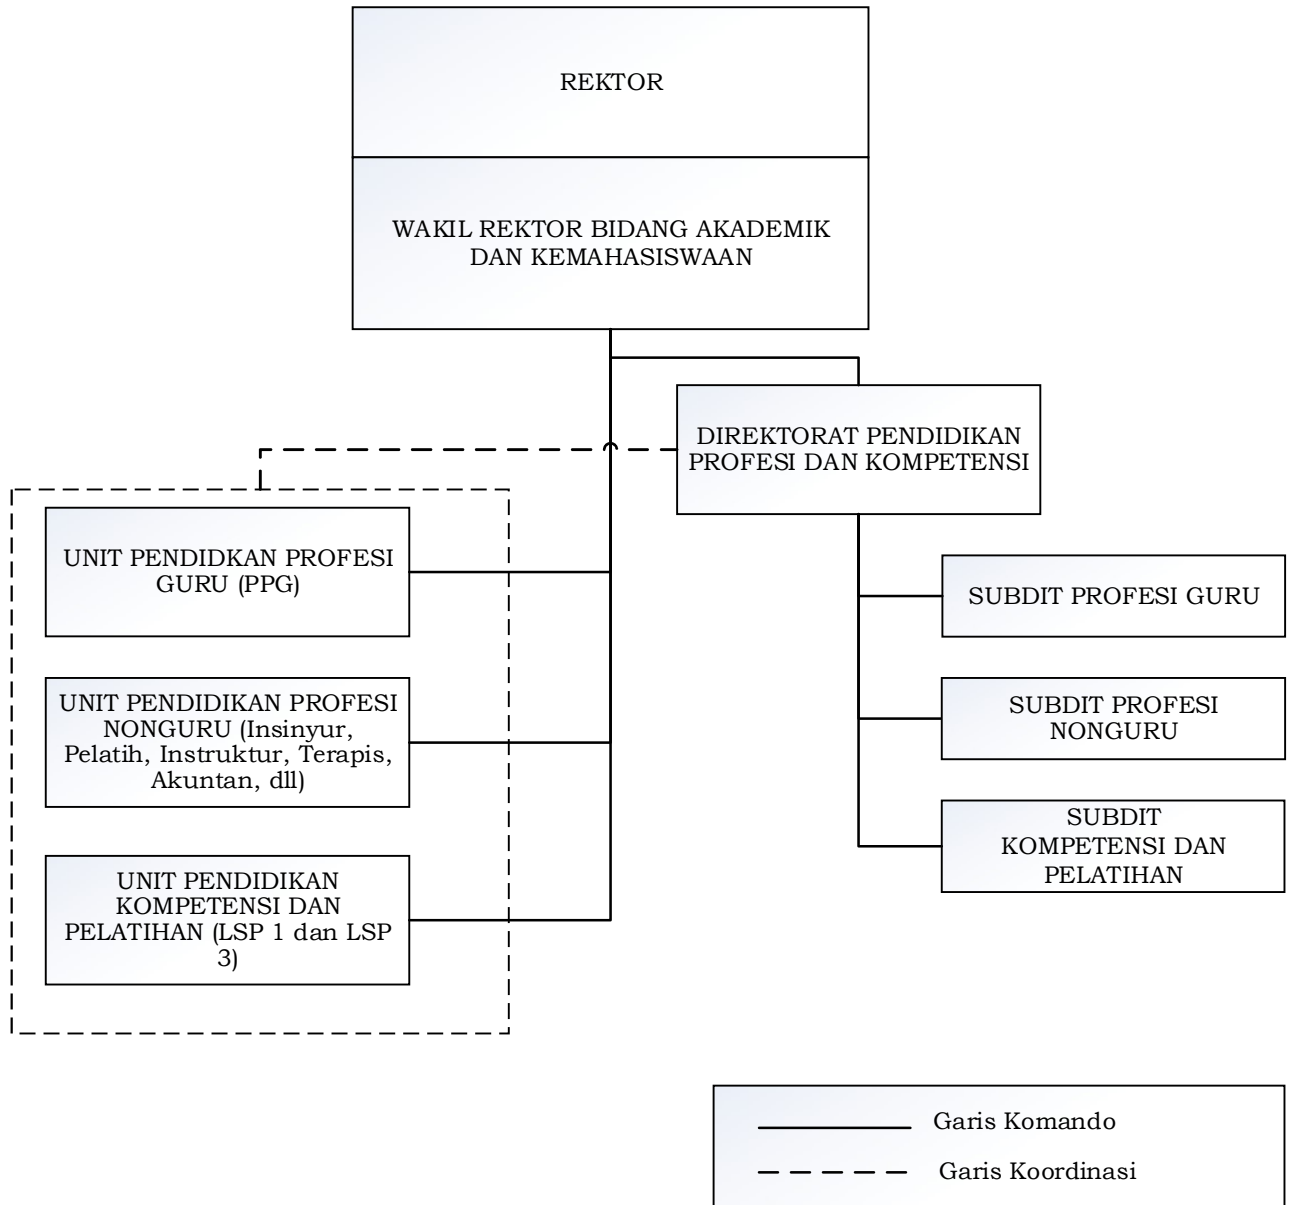 REKTOR
WAKIL REKTOR BIDANG AKADEMIK
DAN KEMAHASISWAAN
DIREKTORAT PENDIDIKAN
PROFESI DAN KOMPETENSI
UNIT PENDIDKAN PROFESI
GURU (PPG)
UNIT PENDIDIKAN PROFESI
NONGURU (Insinyur,
Pelatih, Instruktur, Terapis,
Akuntan, dll)
UNIT PENDIDIKAN
KOMPETENSI DAN
PELATIHAN (LSP 1 dan LSP
3)
SUBDIT PROFESI GURU
SUBDIT PROFESI
NONGURU
SUBDIT
KOMPETENSI DAN
PELATIHAN
Garis Komando
Garis Koordinasi